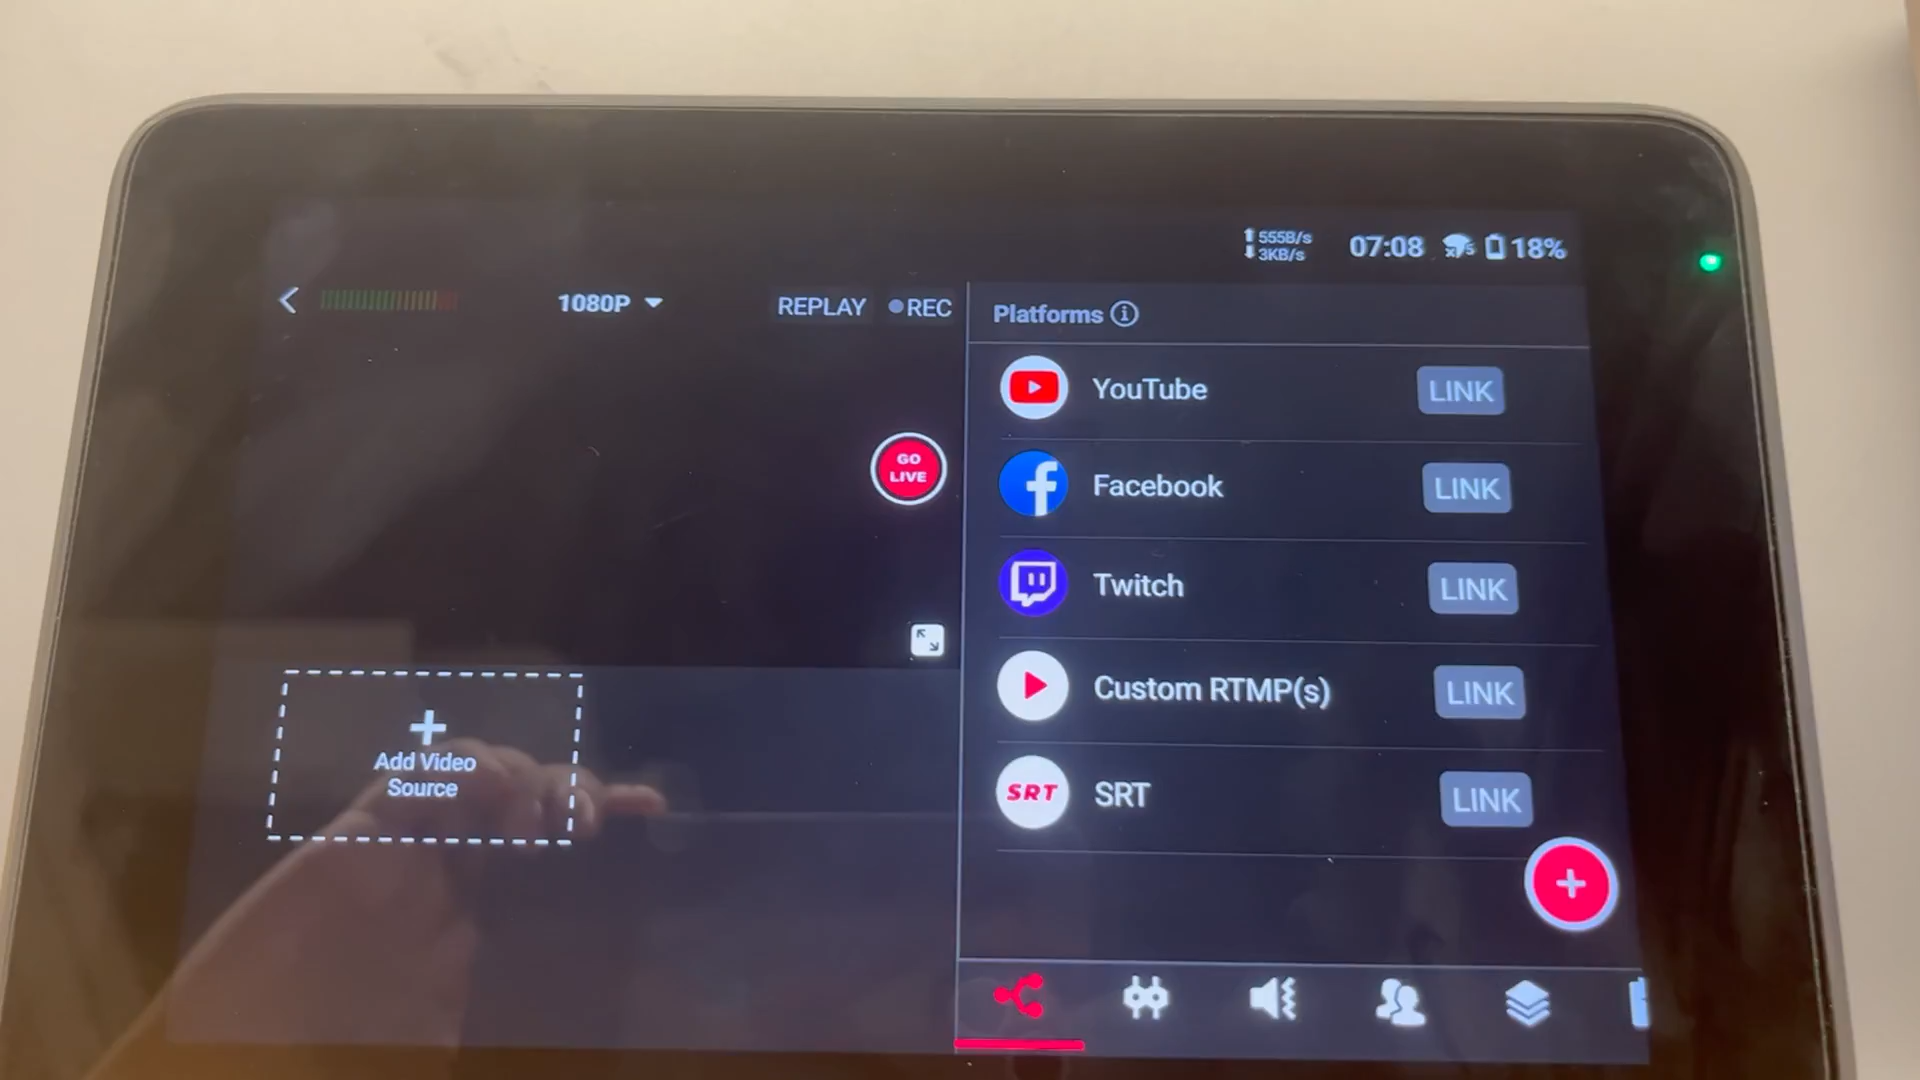 555B/s
3KB/s
07:08
18%
1080P
REPLAY
REC
Platforms
YouTube
LINK
Facebook
LINK
Twitch
LINK
Custom RTMP(s)
LINK
SRT
SRT
LINK
GO
LIVE
Add Video
Source